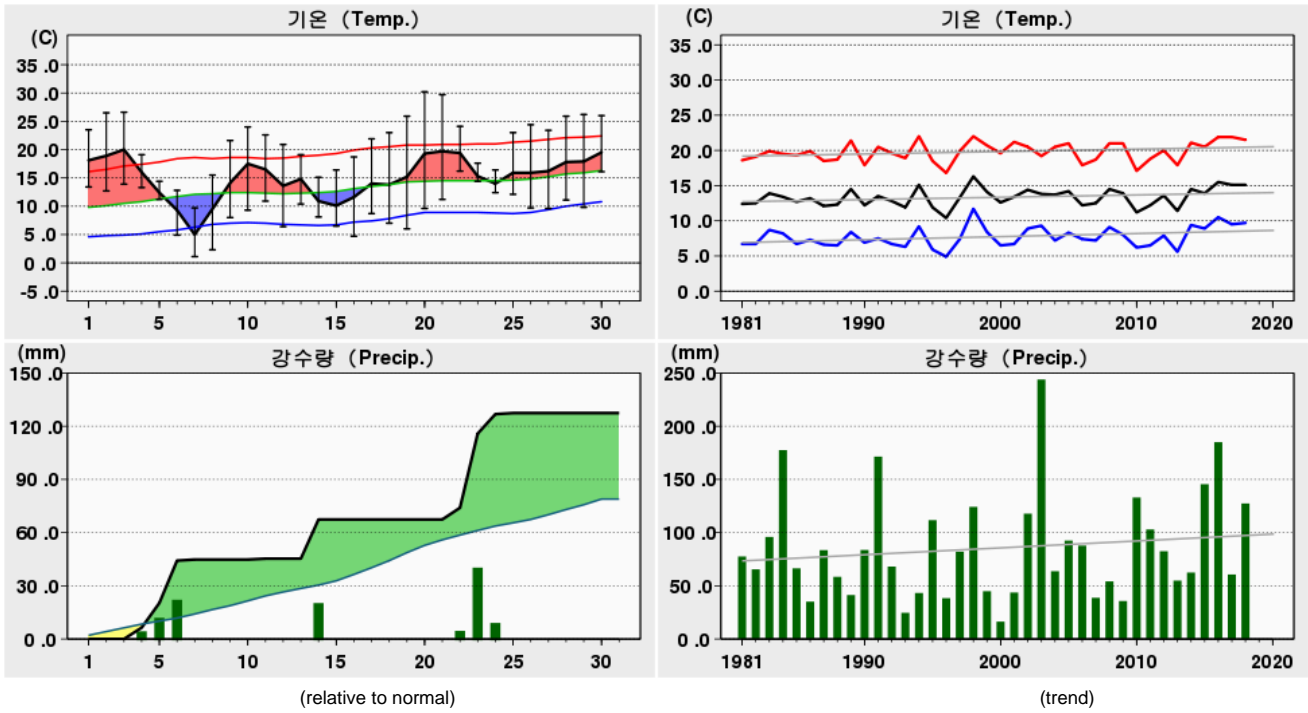 기온 (Temp.)
(C)
35 .0
30 .0
25 .0
20 .0
15 .0
10 .0
5 .0
0 .0
-5 .0
1 5 10 15 20 25 30
기온 (Temp.)
(C)
35 .0
30 .0
25 .0
20 .0
15 .0
10 .0
5 .0
0 .0
1981 1990 2000 2010 2020
강수량 (Precip.)
(mm)
150 .0
120 .0
90 .0
60 .0
30 .0
0 .0
1 5 10 15 20 25 30
(relative to normal)
강수량 (Precip.)
(mm)
250 .0
200 .0
150 .0
100 .0
50 .0
0 .0
1981 1990 2000 2010 2020
(trend)